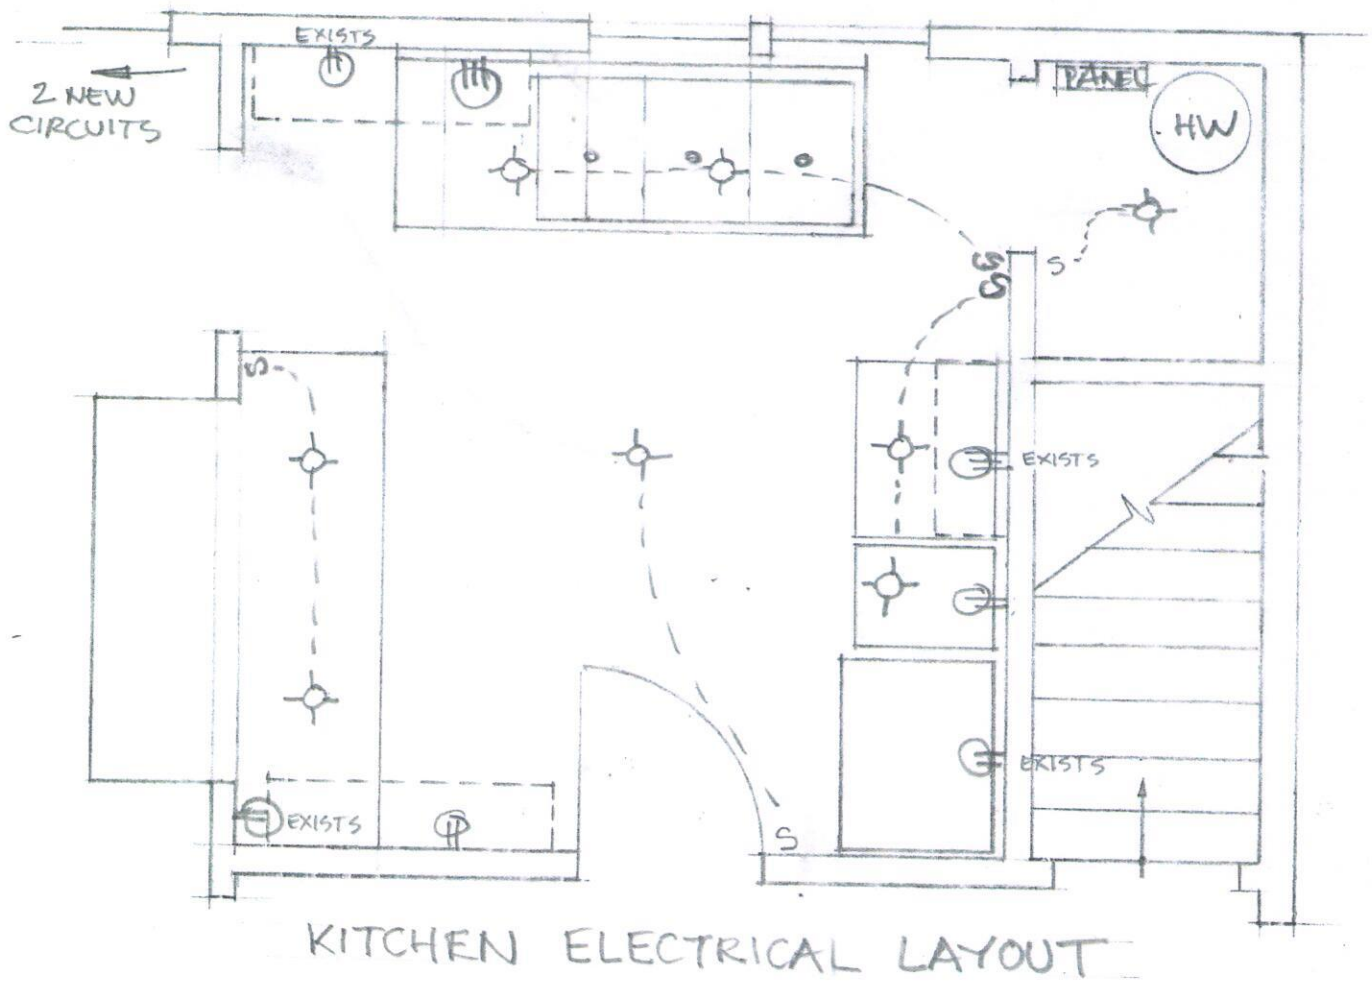 EXISTS
PANEL
2 NEW
CIRCUITS
HW
S
S
S
S
EXISTS
EXISTS
EXISTS
S
KITCHEN ELECTRICAL LAYOUT